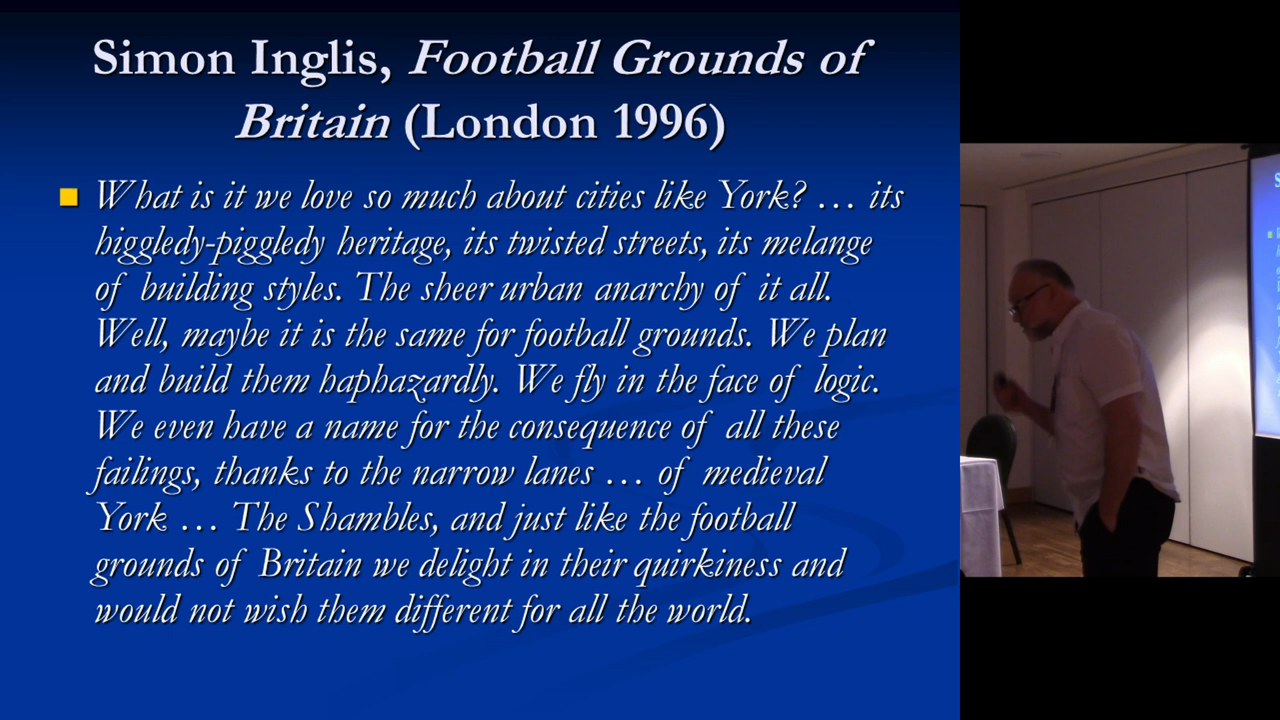 Simon Inglis, Football Grounds of
Britain (London 1996)
What is it we love so much about cities like York? … its
higgledy-piggledy heritage, its twisted streets, its melange
of building styles. The sheer urban anarchy of it all.
Well, maybe it is the same for football grounds. We plan
and build them haphazardly. We fly in the face of logic.
We even have a name for the consequence of all these
failings, thanks to the narrow lanes … of medieval
York … The Shambles, and just like the football
grounds of Britain we delight in their quirkiness and
would not wish them different for all the world.